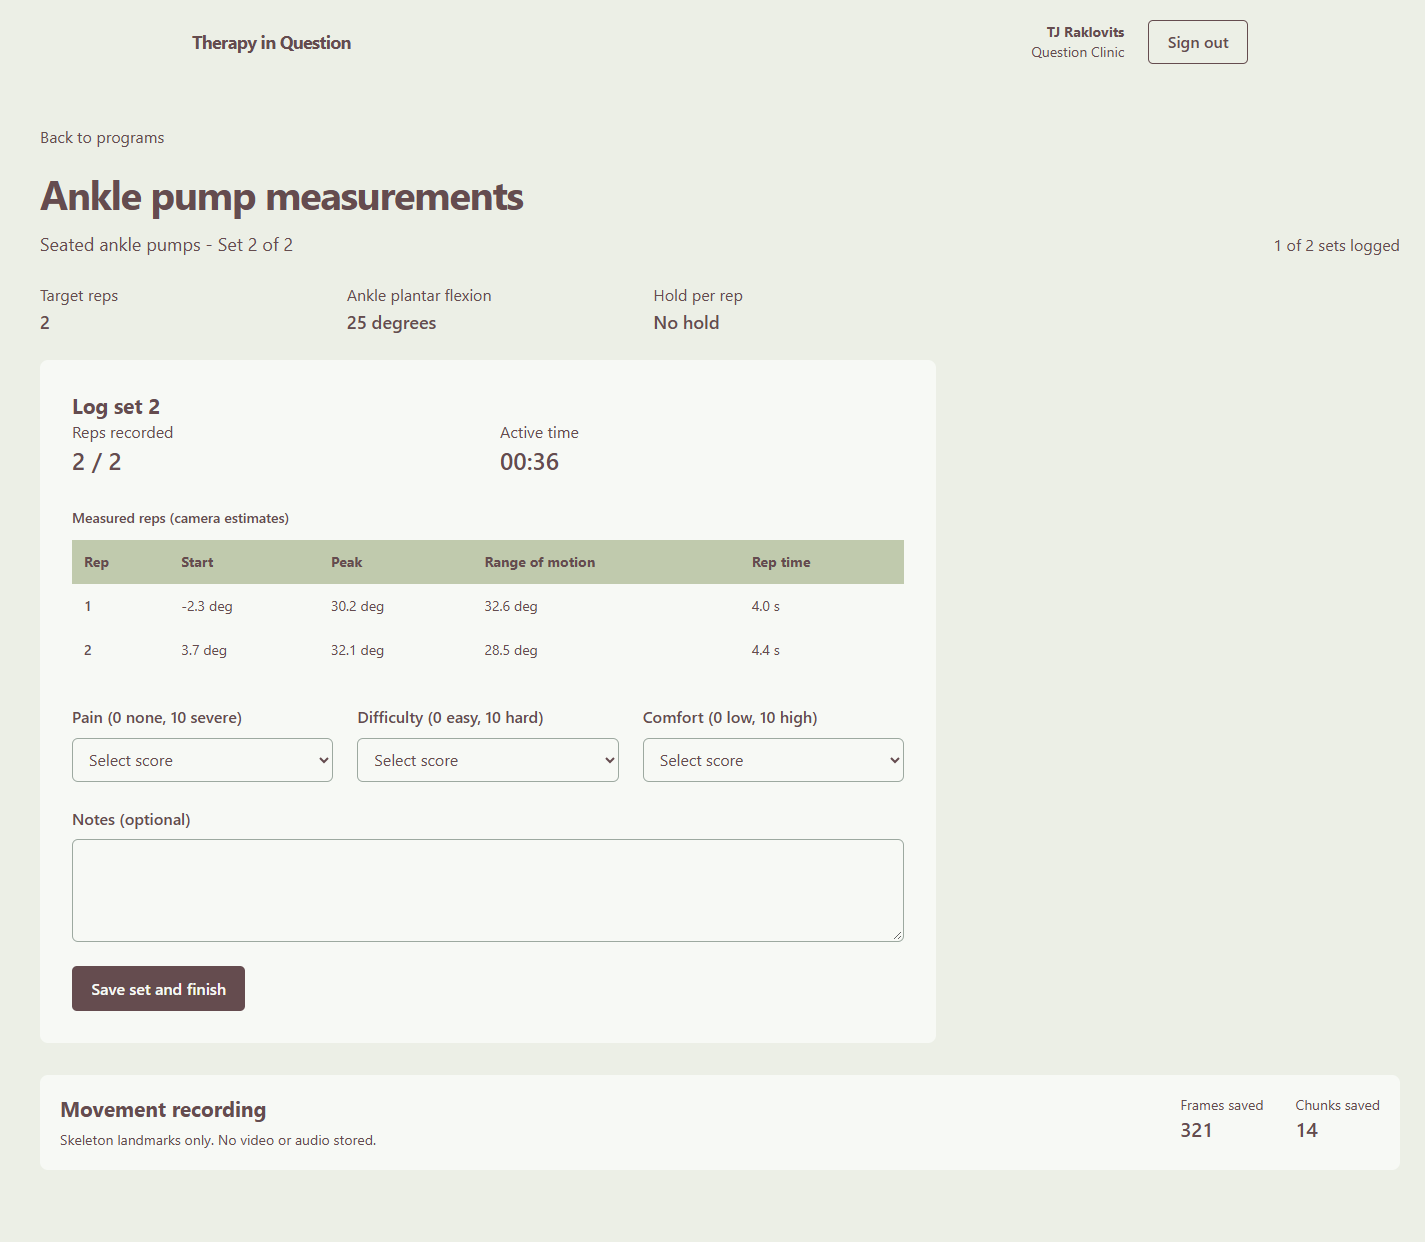 Therapy in Question
TJ Raklovits
Question Clinic
Sign out
Back to programs
Ankle pump measurements
Seated ankle pumps - Set 2 of 2
1 of 2 sets logged
Target reps
2
Ankle plantar flexion
25 degrees
Hold per rep
No hold
Log set 2
Reps recorded
2 / 2
Active time
00:36
Measured reps (camera estimates)
Rep Start Peak Range of motion Rep time
1 -2.3 deg 30.2 deg 32.6 deg 4.0 s
2 3.7 deg 32.1 deg 28.5 deg 4.4 s
Pain (0 none, 10 severe)
Select score
Difficulty (0 easy, 10 hard)
Select score
Comfort (0 low, 10 high)
Select score
Notes (optional)
Save set and finish
Movement recording
Skeleton landmarks only. No video or audio stored.
Frames saved
321
Chunks saved
14